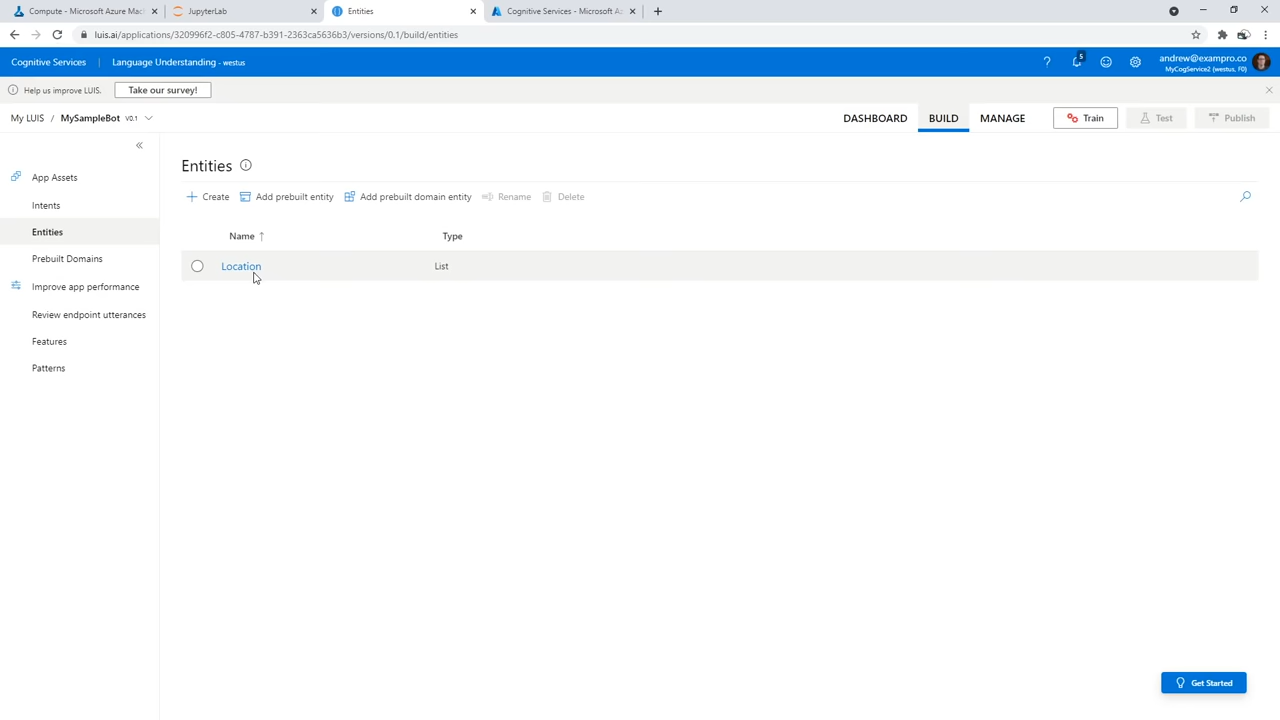 Compute - Microsoft Azure Mac
JupyterLab
Entities
Cognitive Services - Microsoft Az
luis.ai/applications/320996f2-c805-4787-b391-2363ca5636b3/versions/0.1/build/entities
Cognitive Services
Language Understanding - westus
5
andrew@exampro.co
MyCogService2 (westus, F0)
Help us improve LUIS.
Take our survey!
My LUIS / MySampleBot V0.1
DASHBOARD
BUILD
MANAGE
Train
Test
Publish
App Assets
Intents
Entities
Prebuilt Domains
Improve app performance
Review endpoint utterances
Features
Patterns
Entities
Create
Add prebuilt entity
Add prebuilt domain entity
Rename
Delete
Name ↑
Type
Location
List
Get Started